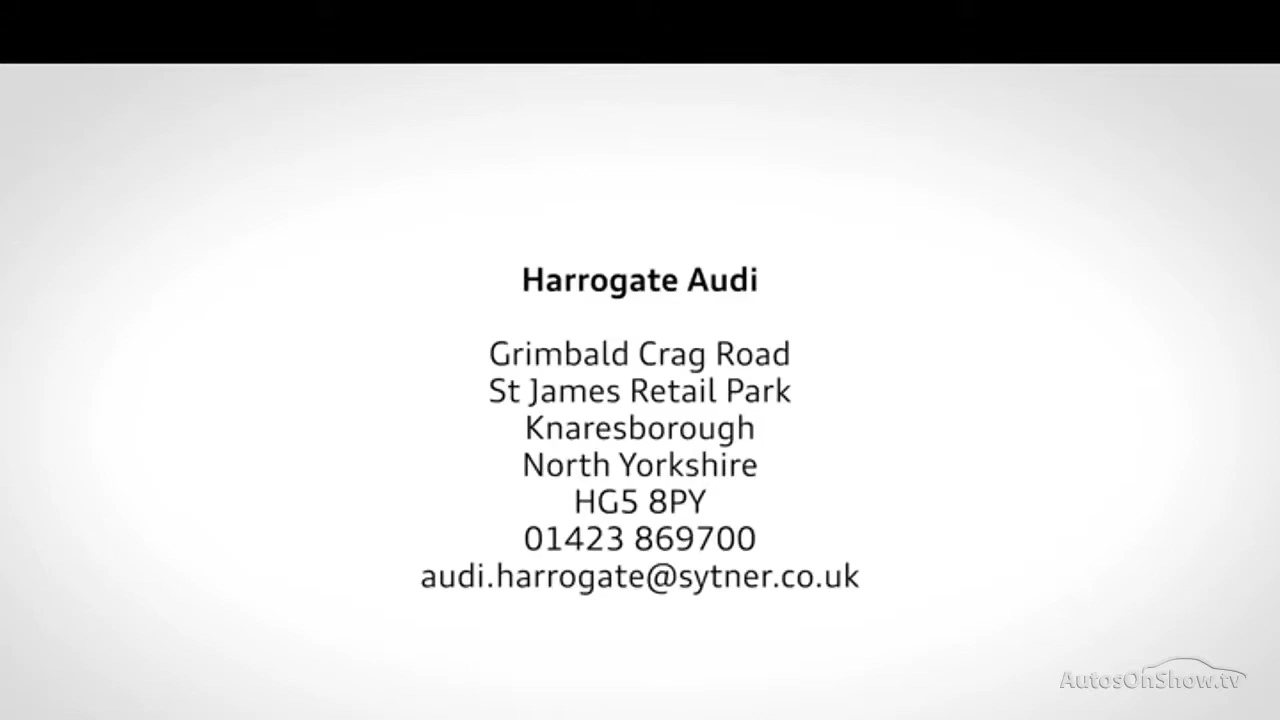 Harrogate Audi
Grimbald Crag Road
St James Retail Park
Knaresborough
North Yorkshire
HG5 8PY
01423 869700
audi.harrogate@sytner.co.uk
AutosOnShow.tv